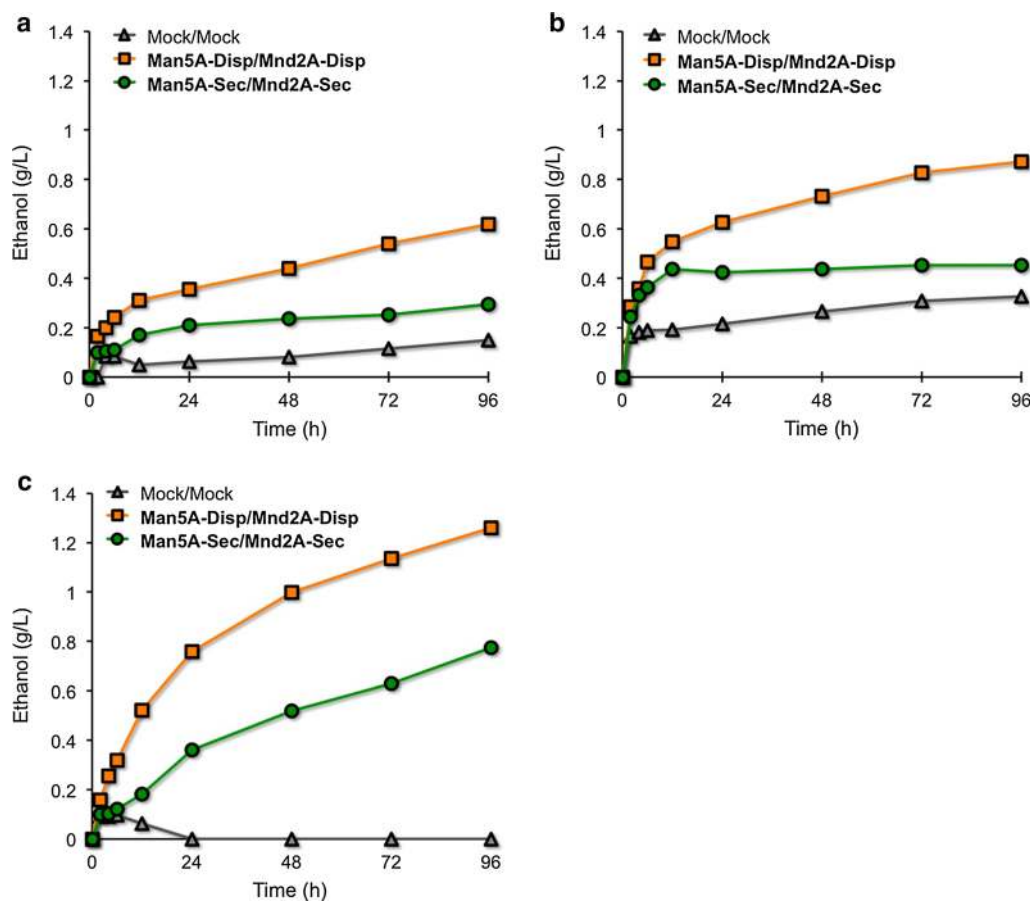 a
Mock/Mock
Man5A-Disp/Mnd2A-Disp
Man5A-Sec/Mnd2A-Sec
1.4
1.2
1
0.8
0.6
0.4
0.2
0
Ethanol (g/L)
0 24 48 72 96
Time (h)
b
Mock/Mock
Man5A-Disp/Mnd2A-Disp
Man5A-Sec/Mnd2A-Sec
1.4
1.2
1
0.8
0.6
0.4
0.2
0
Ethanol (g/L)
0 24 48 72 96
Time (h)
c
Mock/Mock
Man5A-Disp/Mnd2A-Disp
Man5A-Sec/Mnd2A-Sec
1.4
1.2
1
0.8
0.6
0.4
0.2
0
Ethanol (g/L)
0 24 48 72 96
Time (h)